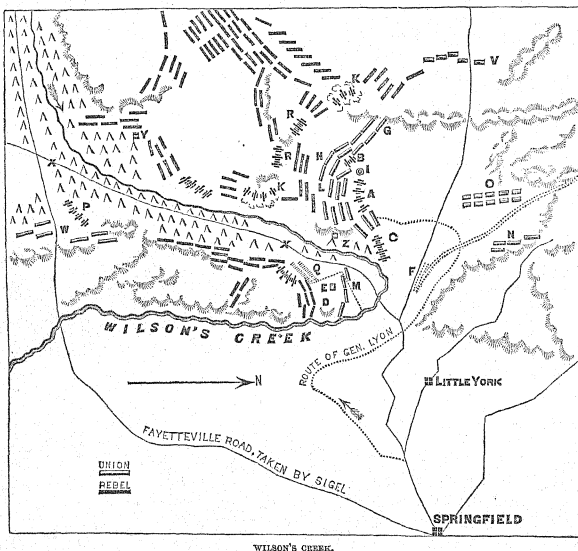 V
K
R
G
Y
R
H
B
I
K
L
A
O
P
C
W
Z
N
X
X
Q
F
E
M
D
WILSON'S CREEK
ROUTE OF GEN. LYON
N
LITTLE YORK
FAYETTEVILLE ROAD, TAKEN BY SIGEL
UNION
REBEL
SPRINGFIELD
WILSON'S CREEK.